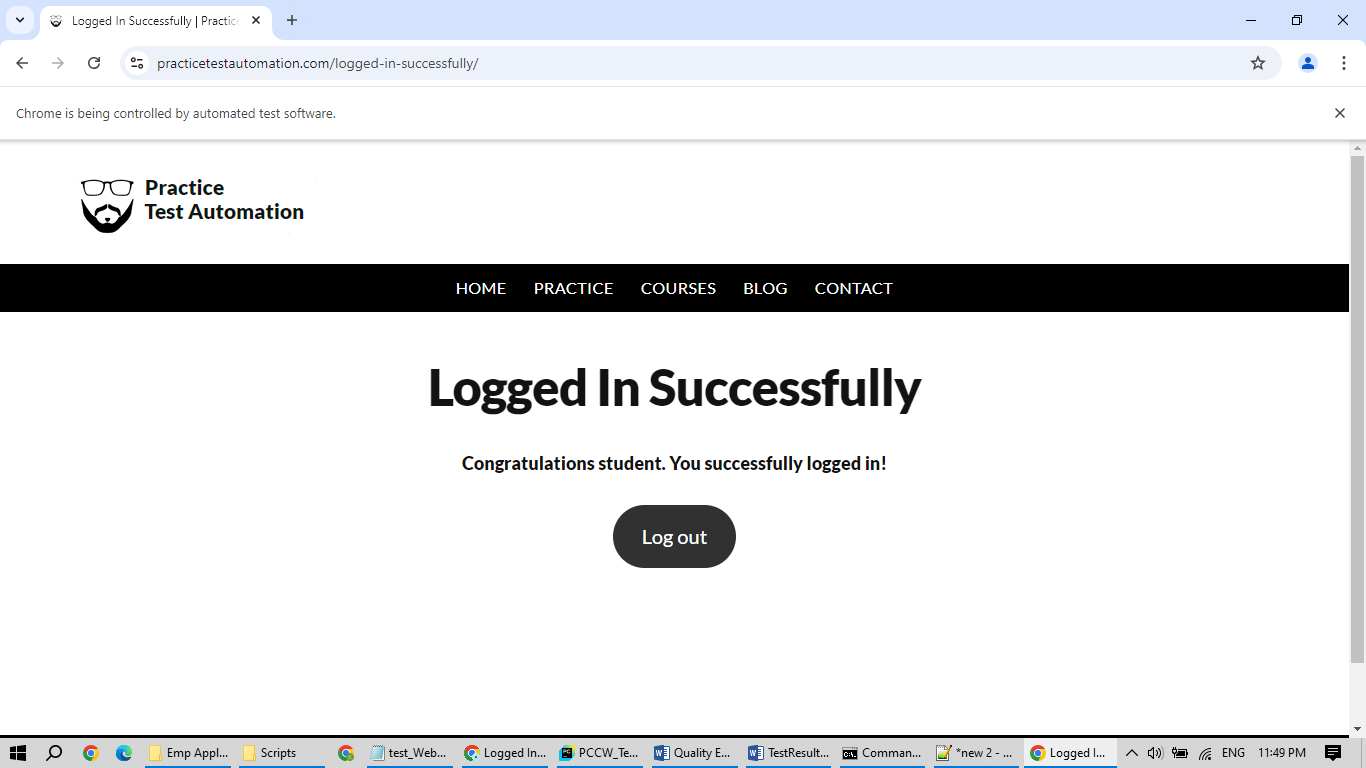 Logged In Successfully | Practice
practicetestautomation.com/logged-in-successfully/
Chrome is being controlled by automated test software.
Practice
Test Automation
HOME PRACTICE COURSES BLOG CONTACT
Logged In Successfully
Congratulations student. You successfully logged in!
Log out
Emp Appl... Scripts test_Web... Logged In... PCCW_Te... Quality E... TestResult... Comman... *new 2 - ... Logged I... ENG 11:49 PM